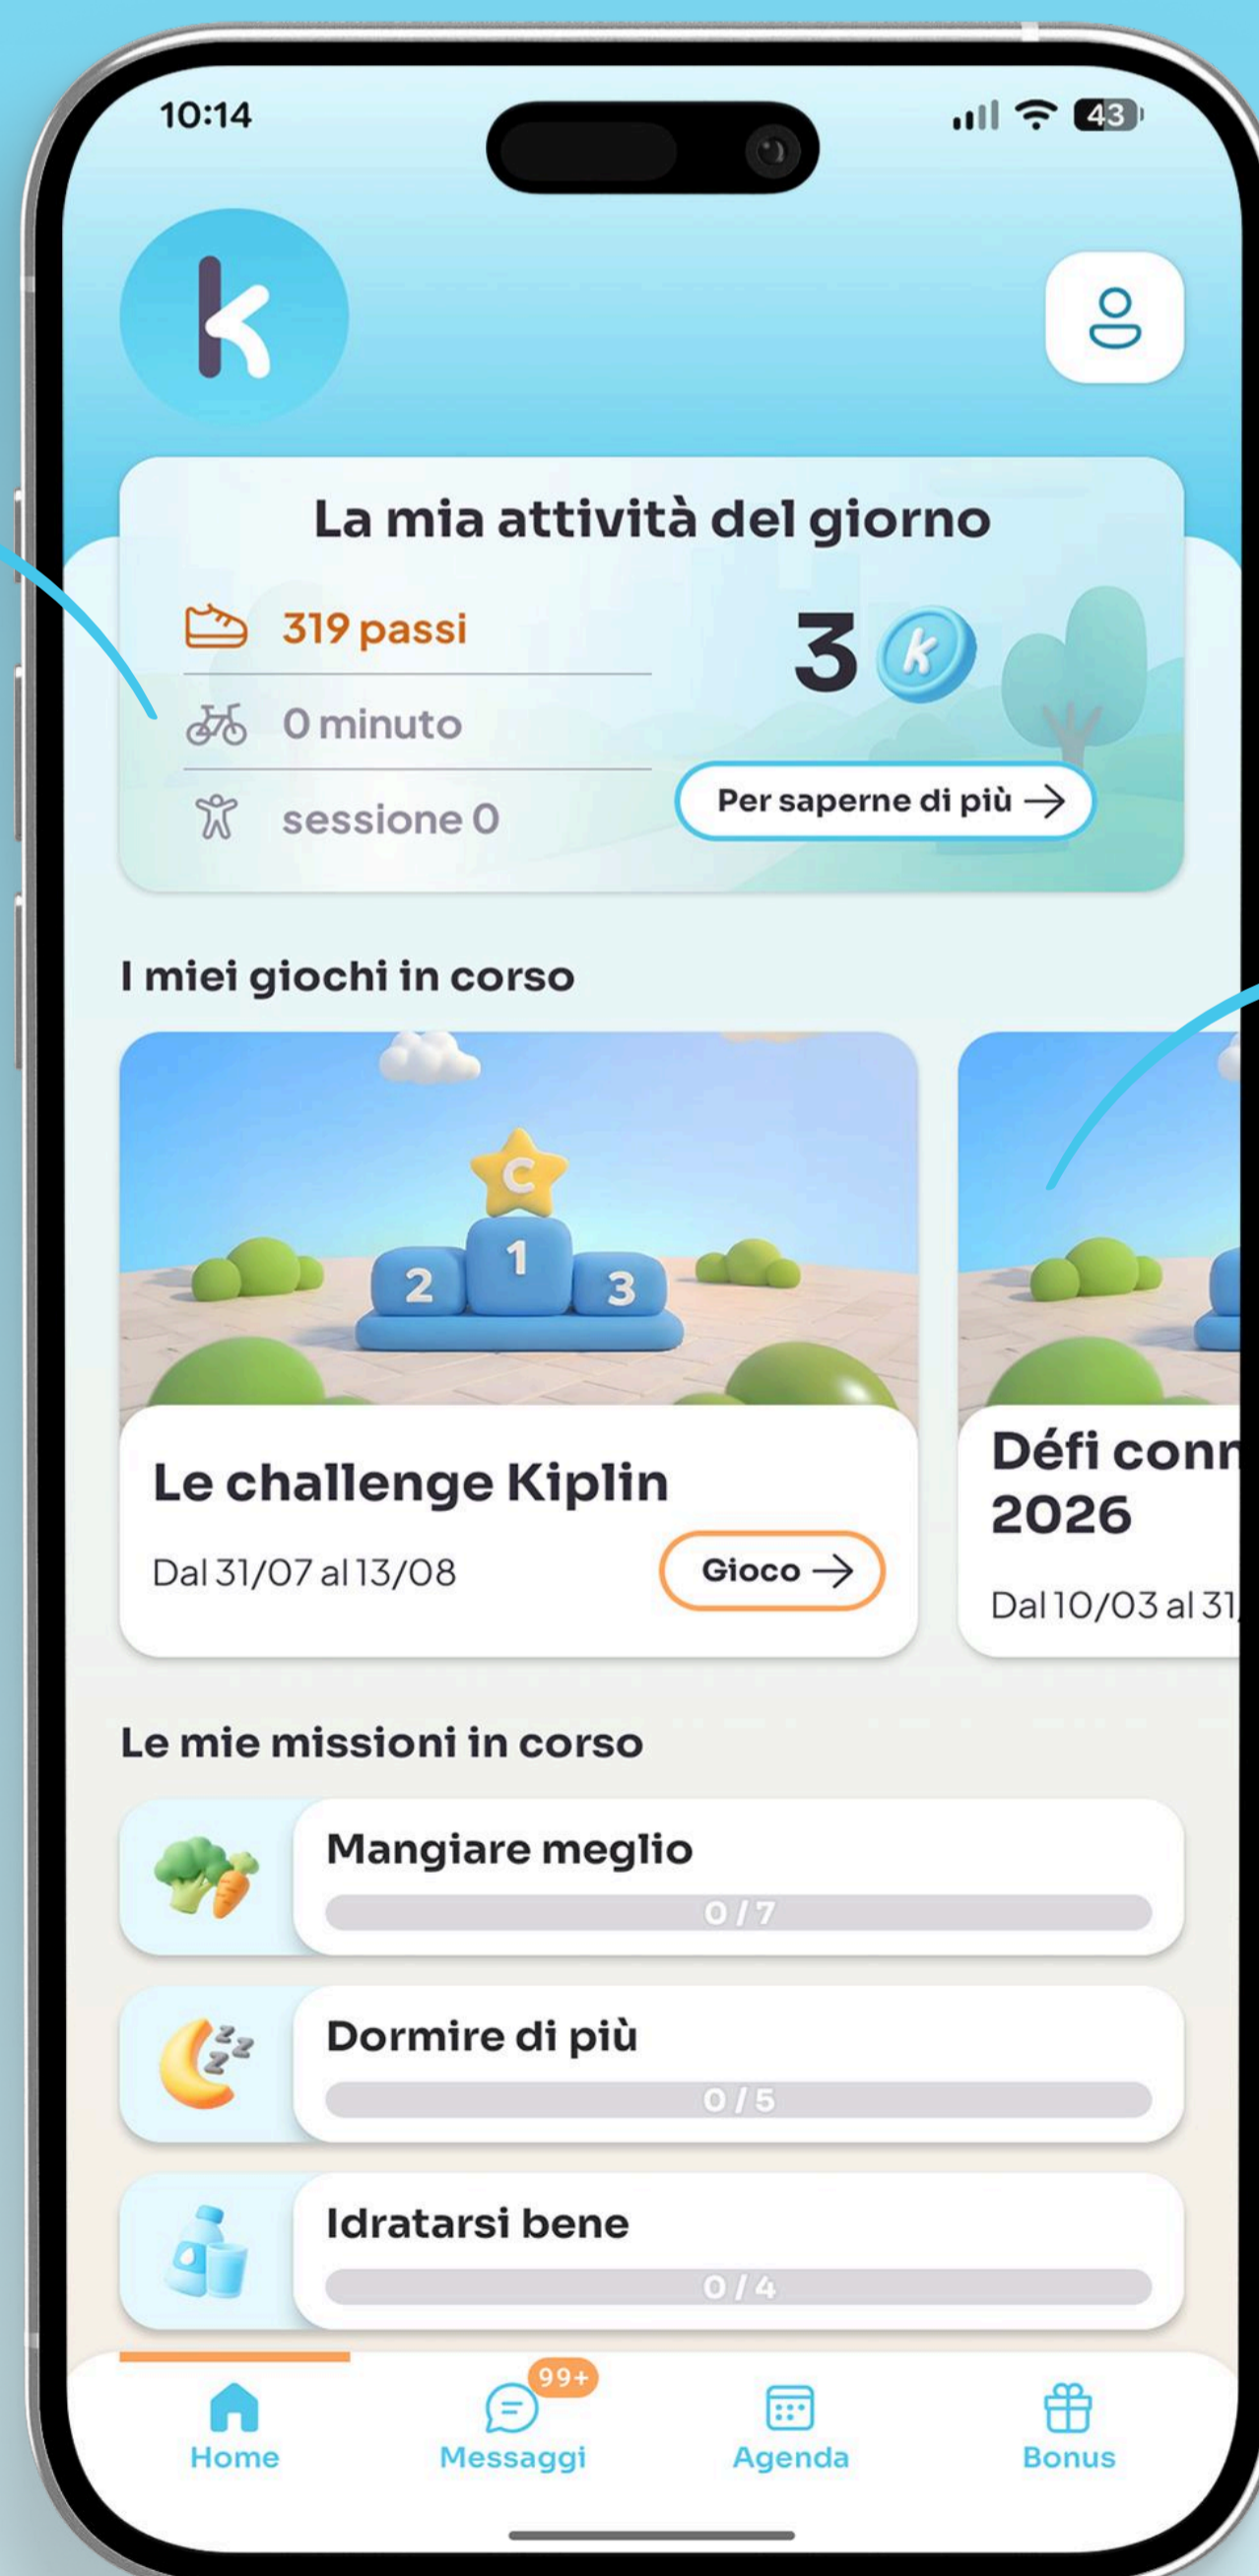 10:14
43
k
La mia attività del giorno
319 passi
3 k
0 minuto
Per saperne di più →
sessione 0
I miei giochi in corso
C
2 1 3
Le challenge Kiplin
Dal 31/07 al 13/08
Gioco →
Défi
2026
Dal 10/03 al 31
Le mie missioni in corso
Mangiare meglio
0 / 7
Dormire di più
zzz
0 / 5
Idratarsi bene
0 / 4
99+
Home
Messaggi
Agenda
Bonus